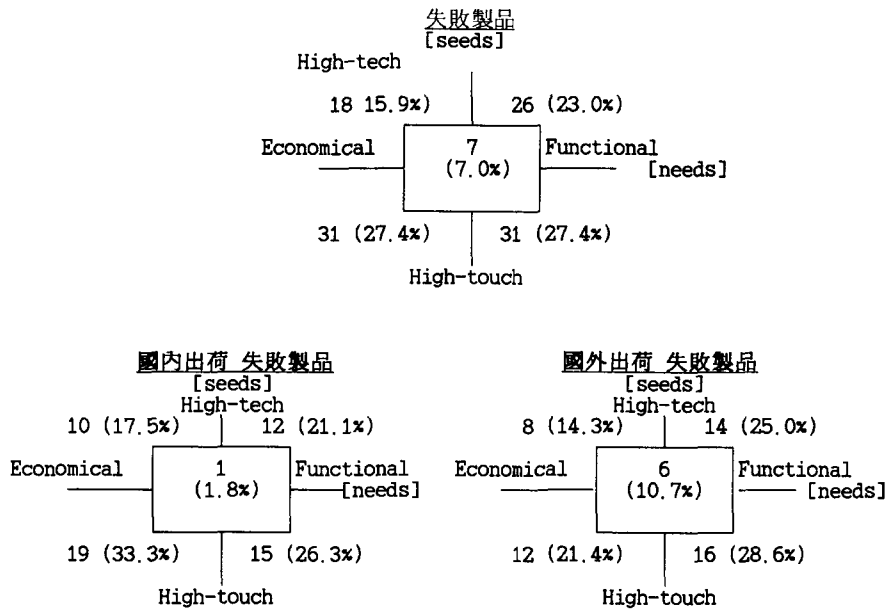 失敗製品
[seeds]
High-tech
18 15.9%) 26 (23.0%)
Economical 7 Functional
(7.0%) [needs]
31 (27.4%) 31 (27.4%)
High-touch
國內出荷 失敗製品 國外出荷 失敗製品
[seeds] [seeds]
High-tech High-tech
10 (17.5%) 12 (21.1%) 8 (14.3%) 14 (25.0%)
Economical 1 Functional Economical 6 Functional
(1.8%) [needs] (10.7%) [needs]
19 (33.3%) 15 (26.3%) 12 (21.4%) 16 (28.6%)
High-touch High-touch